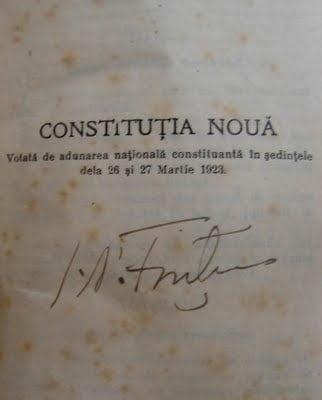 CONSTITUȚIA NOUĂ
Votată de adunarea națională constituantă în ședințele
dela 26 și 27 Martie 1923.